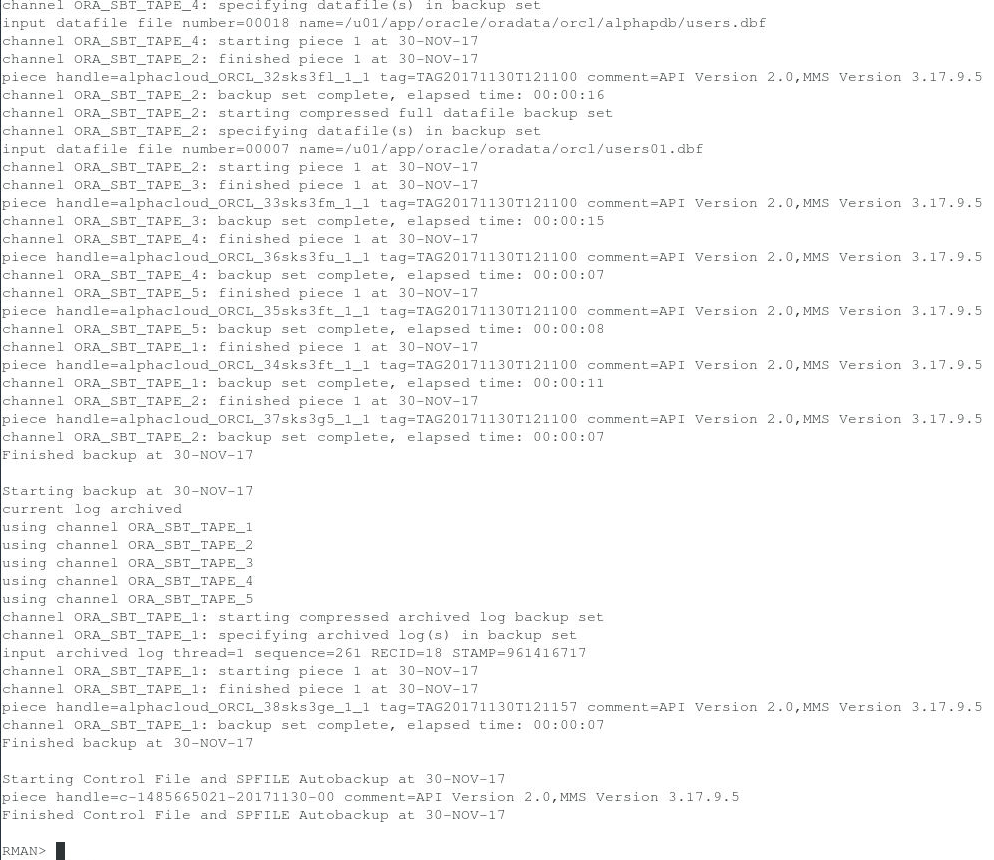 channel ORA_SBT_TAPE_4: specifying datafile(s) in backup set
input datafile file number=00018 name=/u01/app/oracle/oradata/orcl/alphapdb/users.dbf
channel ORA_SBT_TAPE_4: starting piece 1 at 30-NOV-17
channel ORA_SBT_TAPE_2: finished piece 1 at 30-NOV-17
piece handle=alphacloud_ORCL_32sks3fl_1_1 tag=TAG20171130T121100 comment=API Version 2.0,MMS Version 3.17.9.5
channel ORA_SBT_TAPE_2: backup set complete, elapsed time: 00:00:16
channel ORA_SBT_TAPE_2: starting compressed full datafile backup set
channel ORA_SBT_TAPE_2: specifying datafile(s) in backup set
input datafile file number=00007 name=/u01/app/oracle/oradata/orcl/users01.dbf
channel ORA_SBT_TAPE_2: starting piece 1 at 30-NOV-17
channel ORA_SBT_TAPE_3: finished piece 1 at 30-NOV-17
piece handle=alphacloud_ORCL_33sks3fm_1_1 tag=TAG20171130T121100 comment=API Version 2.0,MMS Version 3.17.9.5
channel ORA_SBT_TAPE_3: backup set complete, elapsed time: 00:00:15
channel ORA_SBT_TAPE_4: finished piece 1 at 30-NOV-17
piece handle=alphacloud_ORCL_36sks3fu_1_1 tag=TAG20171130T121100 comment=API Version 2.0,MMS Version 3.17.9.5
channel ORA_SBT_TAPE_4: backup set complete, elapsed time: 00:00:07
channel ORA_SBT_TAPE_5: finished piece 1 at 30-NOV-17
piece handle=alphacloud_ORCL_35sks3ft_1_1 tag=TAG20171130T121100 comment=API Version 2.0,MMS Version 3.17.9.5
channel ORA_SBT_TAPE_5: backup set complete, elapsed time: 00:00:08
channel ORA_SBT_TAPE_1: finished piece 1 at 30-NOV-17
piece handle=alphacloud_ORCL_34sks3ft_1_1 tag=TAG20171130T121100 comment=API Version 2.0,MMS Version 3.17.9.5
channel ORA_SBT_TAPE_1: backup set complete, elapsed time: 00:00:11
channel ORA_SBT_TAPE_2: finished piece 1 at 30-NOV-17
piece handle=alphacloud_ORCL_37sks3g5_1_1 tag=TAG20171130T121100 comment=API Version 2.0,MMS Version 3.17.9.5
channel ORA_SBT_TAPE_2: backup set complete, elapsed time: 00:00:07
Finished backup at 30-NOV-17

Starting backup at 30-NOV-17
current log archived
using channel ORA_SBT_TAPE_1
using channel ORA_SBT_TAPE_2
using channel ORA_SBT_TAPE_3
using channel ORA_SBT_TAPE_4
using channel ORA_SBT_TAPE_5
channel ORA_SBT_TAPE_1: starting compressed archived log backup set
channel ORA_SBT_TAPE_1: specifying archived log(s) in backup set
input archived log thread=1 sequence=261 RECID=18 STAMP=961416717
channel ORA_SBT_TAPE_1: starting piece 1 at 30-NOV-17
channel ORA_SBT_TAPE_1: finished piece 1 at 30-NOV-17
piece handle=alphacloud_ORCL_38sks3ge_1_1 tag=TAG20171130T121157 comment=API Version 2.0,MMS Version 3.17.9.5
channel ORA_SBT_TAPE_1: backup set complete, elapsed time: 00:00:07
Finished backup at 30-NOV-17

Starting Control File and SPFILE Autobackup at 30-NOV-17
piece handle=c-1485665021-20171130-00 comment=API Version 2.0,MMS Version 3.17.9.5
Finished Control File and SPFILE Autobackup at 30-NOV-17

RMAN>